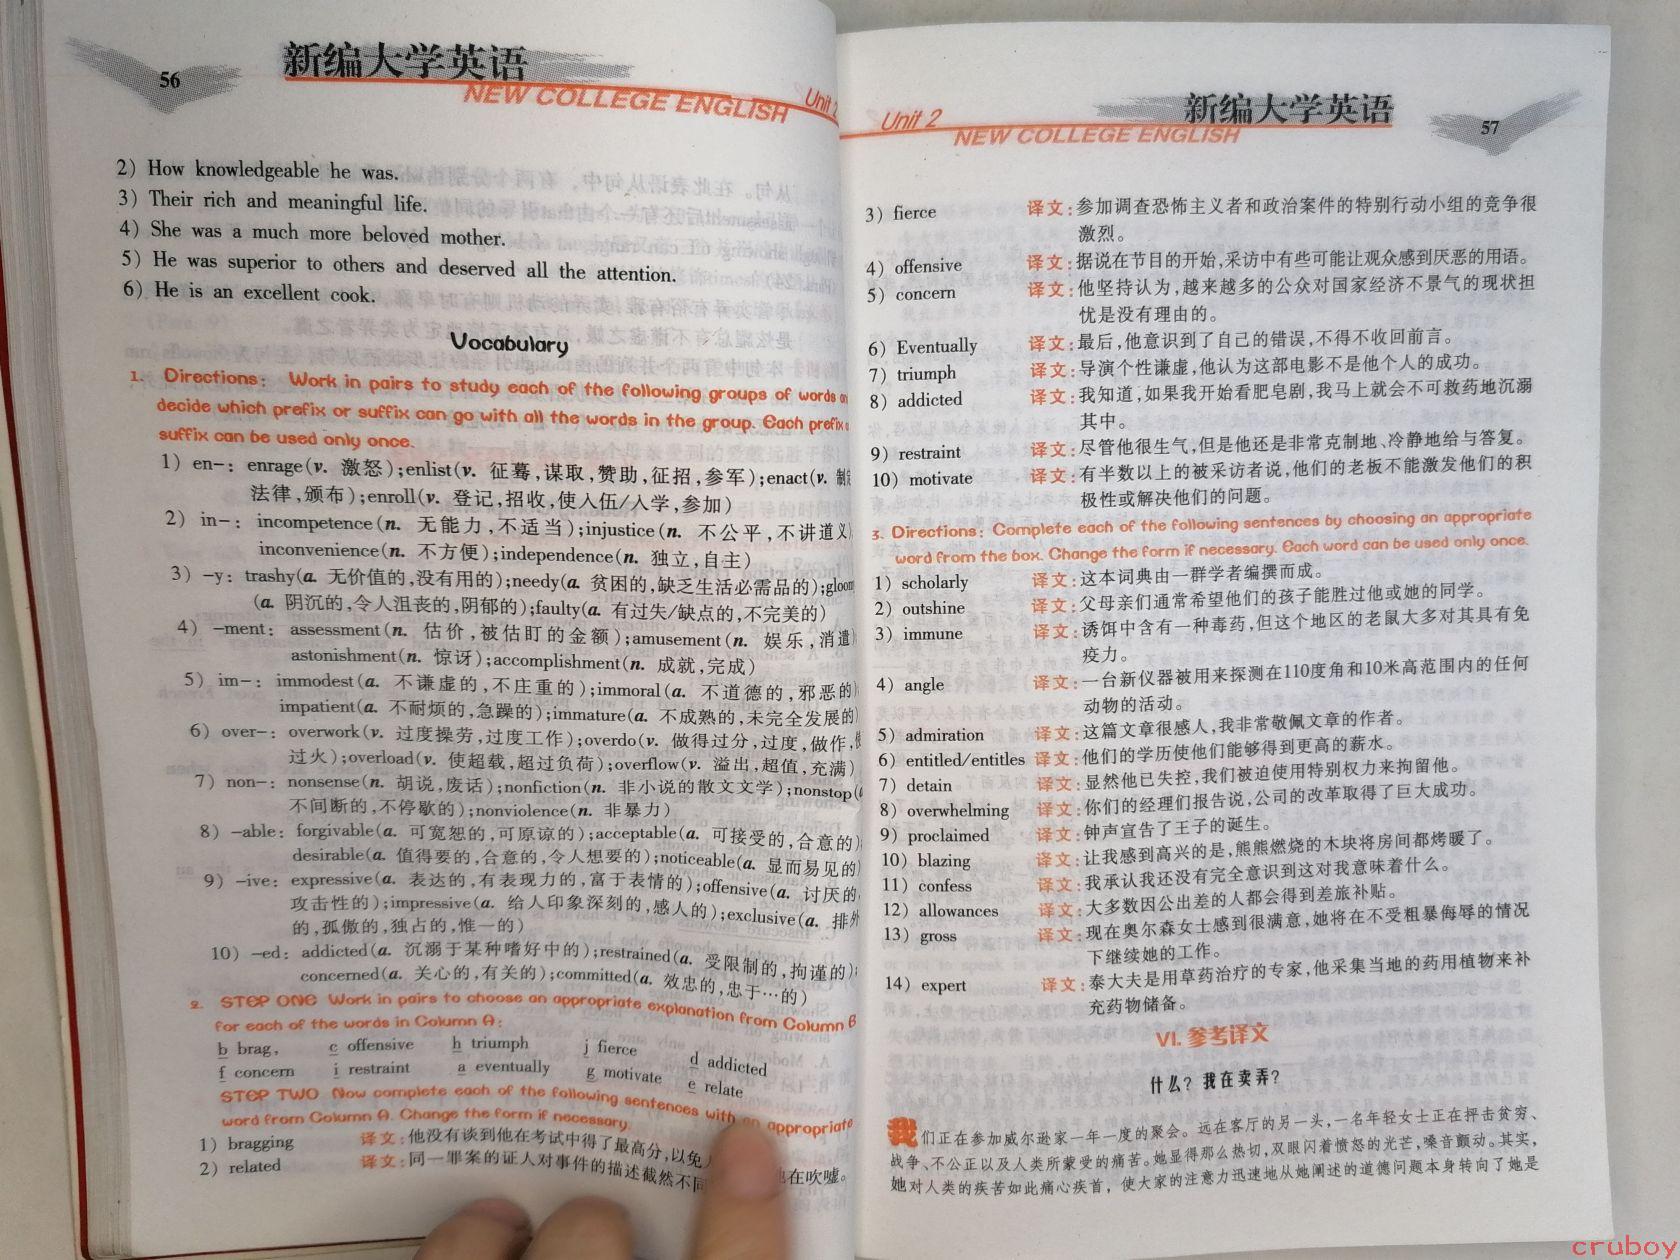 56
新编大学英语
NEW COLLEGE ENGLISH
Unit 2
2) How knowledgeable he was.
3) Their rich and meaningful life.
4) She was a much more beloved mother.
5) He was superior to others and deserved all the attention.
6) He is an excellent cook.
Vocabulary
1. Directions: Work in pairs to study each of the following groups of words
decide which prefix or suffix can go with all the words in the group. Each prefix
suffix can be used only once.
1) en-: enrage(v. 激怒);enlist(v. 征募,谋取,赞助,征招,参军);enact(v. 制定
法律,颁布);enroll(v. 登记,招收,使入伍/入学,参加)
2) in-: incompetence(n. 无能力,不适当);injustice(n. 不公平,不讲道义
inconvenience(n. 不方便);independence(n. 独立,自主)
3) -y: trashy(a. 无价值的,没有用的);needy(a. 贫困的,缺乏生活必需品的);gloom
(a. 阴沉的,令人沮丧的,阴郁的);faulty(a. 有过失/缺点的,不完美的)
4) -ment: assessment(n. 估价,被估盯的金额);amusement(n. 娱乐,消遣
astonishment(n. 惊讶);accomplishment(n. 成就,完成)
5) im-: immodest(a. 不谦虚的,不庄重的);immoral(a. 不道德的,邪恶的)
impatient(a. 不耐烦的,急躁的);immature(a. 不成熟的,未完全发展的)
6) over-: overwork(v. 过度操劳,过度工作);overdo(v. 做得过分,过度,做作,
过火);overload(v. 使超载,超过负荷);overflow(v. 溢出,超值,充满)
7) non-: nonsense(n. 胡说,废话);nonfiction(n. 非小说的散文文学);nonstop(
不间断的,不停歇的);nonviolence(n. 非暴力)
8) -able: forgivable(a. 可宽恕的,可原谅的);acceptable(a. 可接受的,合意的)
desirable(a. 值得要的,合意的,令人想要的);noticeable(a. 显而易见的)
9) -ive: expressive(a. 表达的,有表现力的,富于表情的);offensive(a. 讨厌的,
攻击性的);impressive(a. 给人印象深刻的,感人的);exclusive(a. 排外
的,孤傲的,独占的,惟一的)
10) -ed: addicted(a. 沉溺于某种嗜好中的);restrained(a. 受限制的,拘谨的)
concerned(a. 关心的,有关的);committed(a. 效忠的,忠于…的)
2. STEP ONE Work in pairs to choose an appropriate explanation from Column B
for each of the words in Column A:
b brag, c offensive h triumph j fierce d addicted
f concern i restraint a eventually g motivate e relate
STEP TWO Now complete each of the following sentences with an appropriate
word from Column A. Change the form if necessary.
1) bragging 译文:他没有谈到他在考试中得了最高分,以免 在吹嘘。
2) related 译文:同一罪案的证人对事件的描述截然不同
Unit 2
新编大学英语
NEW COLLEGE ENGLISH
57
3) fierce 译文:参加调查恐怖主义者和政治案件的特别行动小组的竞争很
激烈。
4) offensive 译文:据说在节目的开始,采访中有些可能让观众感到厌恶的用语。
5) concern 译文:他坚持认为,越来越多的公众对国家经济不景气的现状担
忧是没有理由的。
6) Eventually 译文:最后,他意识到了自己的错误,不得不收回前言。
7) triumph 译文:导演个性谦虚,他认为这部电影不是他个人的成功。
8) addicted 译文:我知道,如果我开始看肥皂剧,我马上就会不可救药地沉溺
其中。
9) restraint 译文:尽管他很生气,但是他还是非常克制地、冷静地给与答复。
10) motivate 译文:有半数以上的被采访者说,他们的老板不能激发他们的积
极性或解决他们的问题。
3. Directions: Complete each of the following sentences by choosing an appropriate
word from the box. Change the form if necessary. Each word can be used only once.
1) scholarly 译文:这本词典由一群学者编撰而成。
2) outshine 译文:父母亲们通常希望他们的孩子能胜过他或她的同学。
3) immune 译文:诱饵中含有一种毒药,但这个地区的老鼠大多对其具有免
疫力。
4) angle 译文:一台新仪器被用来探测在110度角和10米高范围内的任何
动物的活动。
5) admiration 译文:这篇文章很感人,我非常敬佩文章的作者。
6) entitled/entitles 译文:他们的学历使他们能够得到更高的薪水。
7) detain 译文:显然他已失控,我们被迫使用特别权力来拘留他。
8) overwhelming 译文:你们的经理们报告说,公司的改革取得了巨大成功。
9) proclaimed 译文:钟声宣告了王子的诞生。
10) blazing 译文:让我感到高兴的是,熊熊燃烧的木块将房间都烤暖了。
11) confess 译文:我承认我还没有完全意识到这对我意味着什么。
12) allowances 译文:大多数因公出差的人都会得到差旅补贴。
13) gross 译文:现在奥尔森女士感到很满意,她将在不受粗暴侮辱的情况
下继续她的工作。
14) expert 译文:泰大夫是用草药治疗的专家,他采集当地的药用植物来补
充药物储备。
VI. 参考译文
什么? 我在卖弄?
我们正在参加威尔逊家一年一度的聚会。远在客厅的另一头,一名年轻女士正在抨击贫穷、
战争、不公正以及人类所蒙受的痛苦。她显得那么热切,双眼闪着愤怒的光芒,嗓音颤动。其实,
她对人类的疾苦如此痛心疾首,使大家的注意力迅速地从她阐述的道德问题本身转向了她是
cruboy